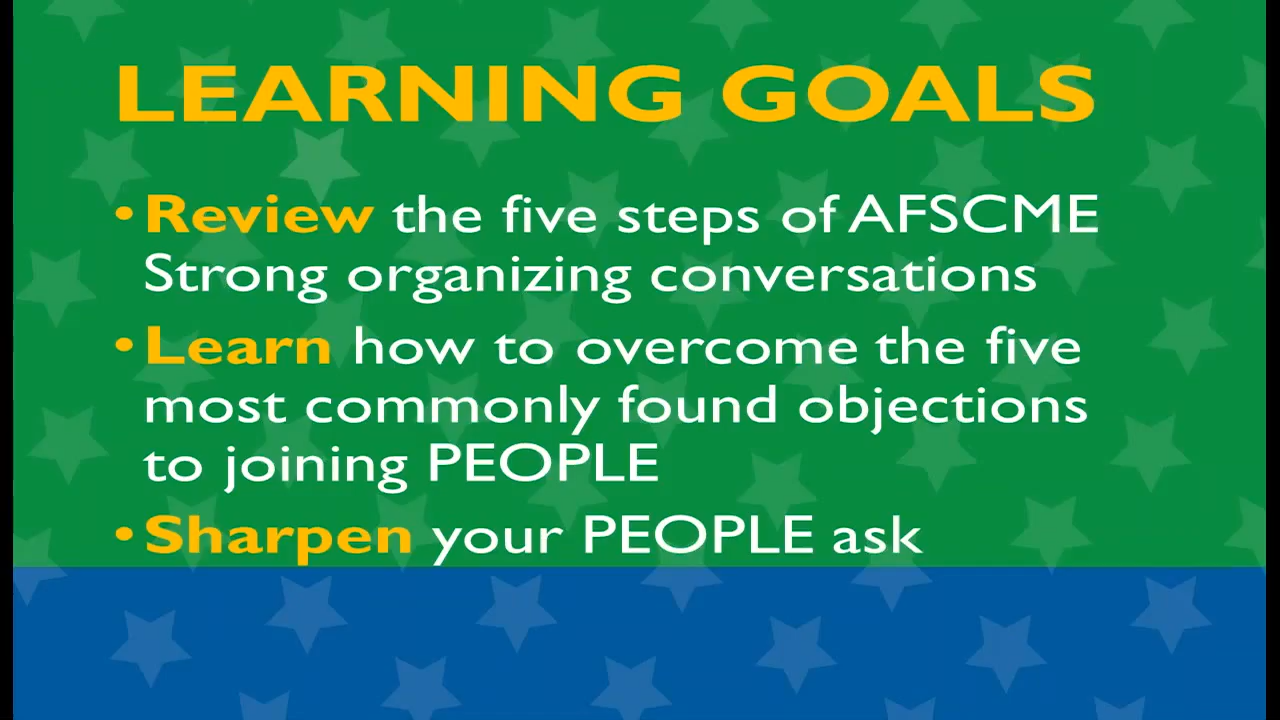 LEARNING GOALS
• Review the five steps of AFSCME
Strong organizing conversations
• Learn how to overcome the five
most commonly found objections
to joining PEOPLE
• Sharpen your PEOPLE ask